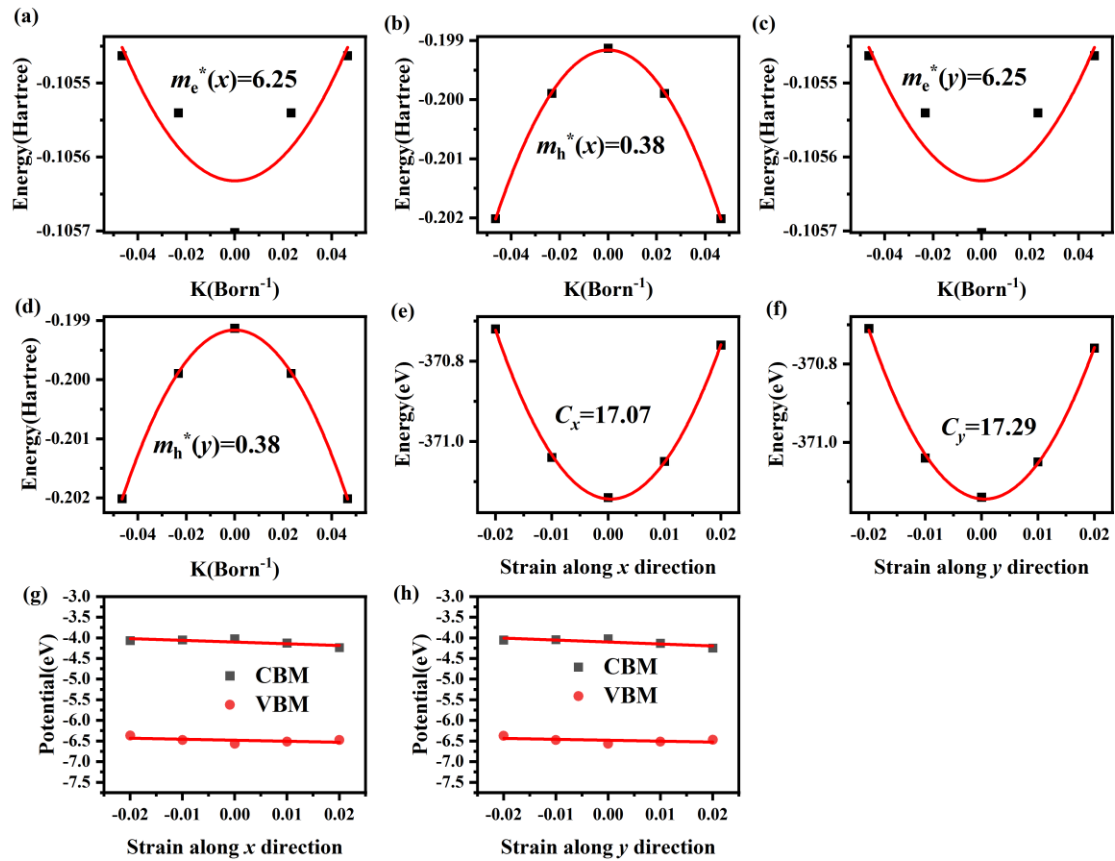 (a)
Energy(Hartree)
-0.1055
-0.1056
-0.1057
mₑ*(x)=6.25
-0.04 -0.02 0.00 0.02 0.04
K(Born⁻¹)
(b)
Energy(Hartree)
-0.199
-0.200
-0.201
-0.202
mₕ*(x)=0.38
-0.04 -0.02 0.00 0.02 0.04
K(Born⁻¹)
(c)
Energy(Hartree)
-0.1055
-0.1056
-0.1057
mₑ*(y)=6.25
-0.04 -0.02 0.00 0.02 0.04
K(Born⁻¹)
(d)
Energy(Hartree)
-0.199
-0.200
-0.201
-0.202
mₕ*(y)=0.38
-0.04 -0.02 0.00 0.02 0.04
K(Born⁻¹)
(e)
Energy(eV)
-370.8
-371.0
Cₓ=17.07
-0.02 -0.01 0.00 0.01 0.02
Strain along x direction
(f)
Energy(eV)
-370.8
-371.0
C_y=17.29
-0.02 -0.01 0.00 0.01 0.02
Strain along y direction
(g)
Potential(eV)
-3.0
-3.5
-4.0
-4.5
-5.0
-5.5
-6.0
-6.5
-7.0
-7.5
CBM
VBM
-0.02 -0.01 0.00 0.01 0.02
Strain along x direction
(h)
Potential(eV)
-3.0
-3.5
-4.0
-4.5
-5.0
-5.5
-6.0
-6.5
-7.0
-7.5
CBM
VBM
-0.02 -0.01 0.00 0.01 0.02
Strain along y direction